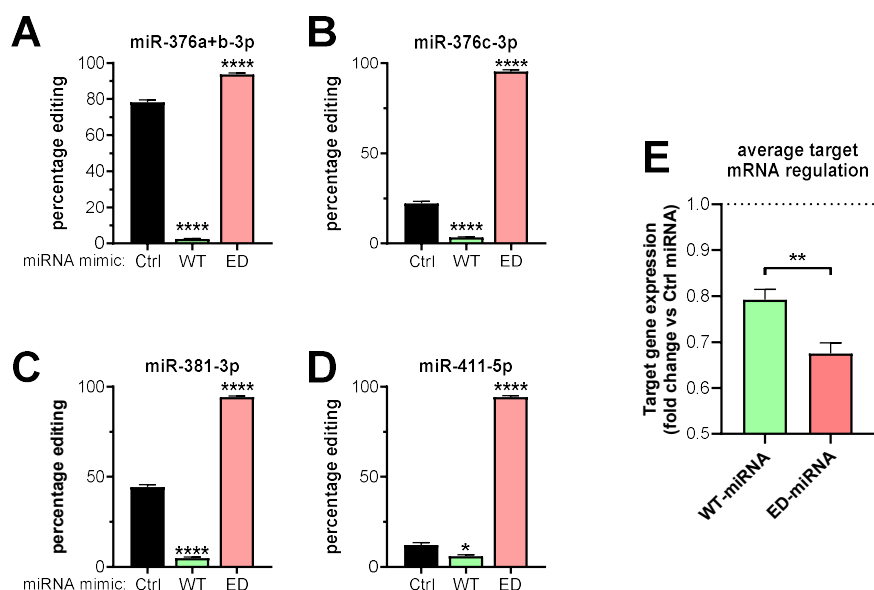 A
miR-376a+b-3p
percentage editing
100
80
60
40
20
0
****
****
miRNA mimic: Ctrl WT ED
B
miR-376c-3p
percentage editing
100
50
0
****
****
Ctrl WT ED
C
miR-381-3p
percentage editing
100
50
0
****
****
miRNA mimic: Ctrl WT ED
D
miR-411-5p
percentage editing
100
50
0
*
****
Ctrl WT ED
E
average target
mRNA regulation
Target gene expression
(fold change vs Ctrl miRNA)
1.0
0.9
0.8
0.7
0.6
0.5
**
WT-miRNA
ED-miRNA